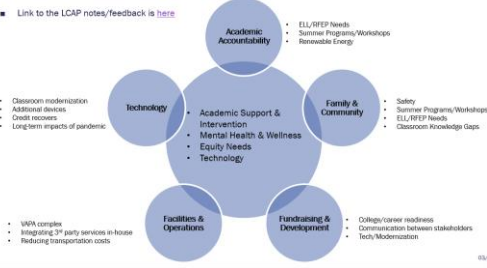 Link to the LCAP notes/feedback is here
Academic
Accountability
ELL/RFEP Needs
Summer Programs/Workshops
Renewable Energy
Technology
Classroom modernization
Additional devices
Credit recovers
Long-term impacts of pandemic
Academic Support &
Intervention
Mental Health & Wellness
Equity Needs
Technology
Family &
Community
Safety
Summer Programs/Workshops
ELL/RFEP Needs
Classroom Knowledge Gaps
Facilities &
Operations
VAPA complex
Integrating 3rd party services in-house
Reducing transportation costs
Fundraising &
Development
College/career readiness
Communication between stakeholders
Tech/Modernization